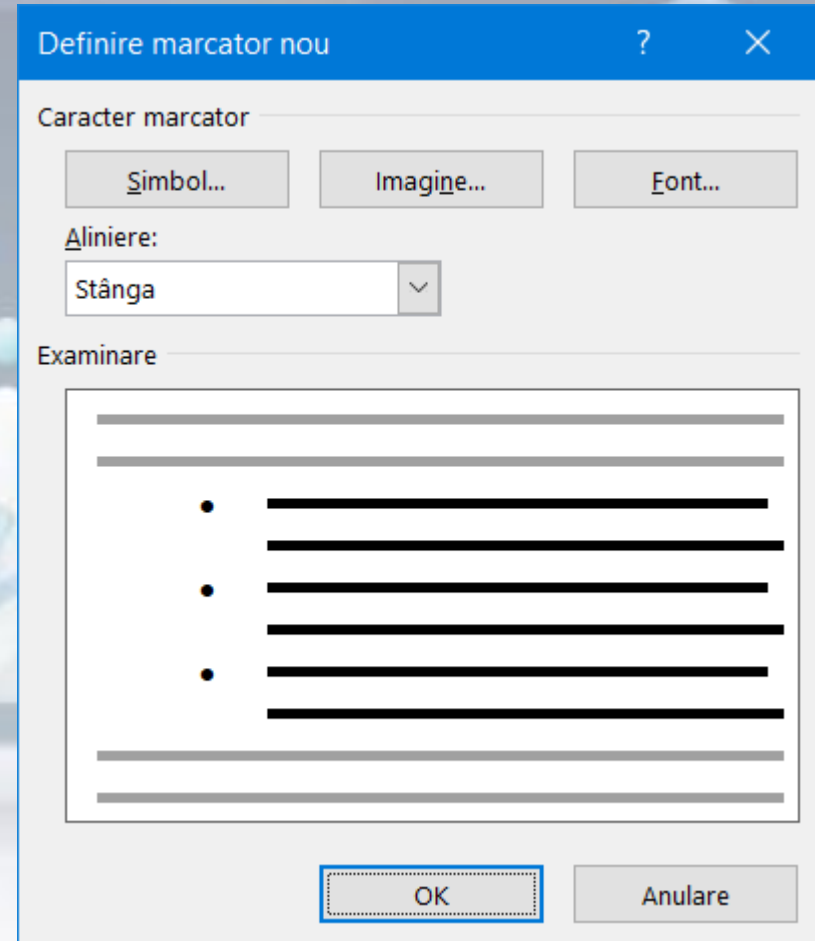 Definire marcator nou ?
Caracter marcator
Simbol... Imagine... Font...
Aliniere:
Stânga
Examinare
OK Anulare